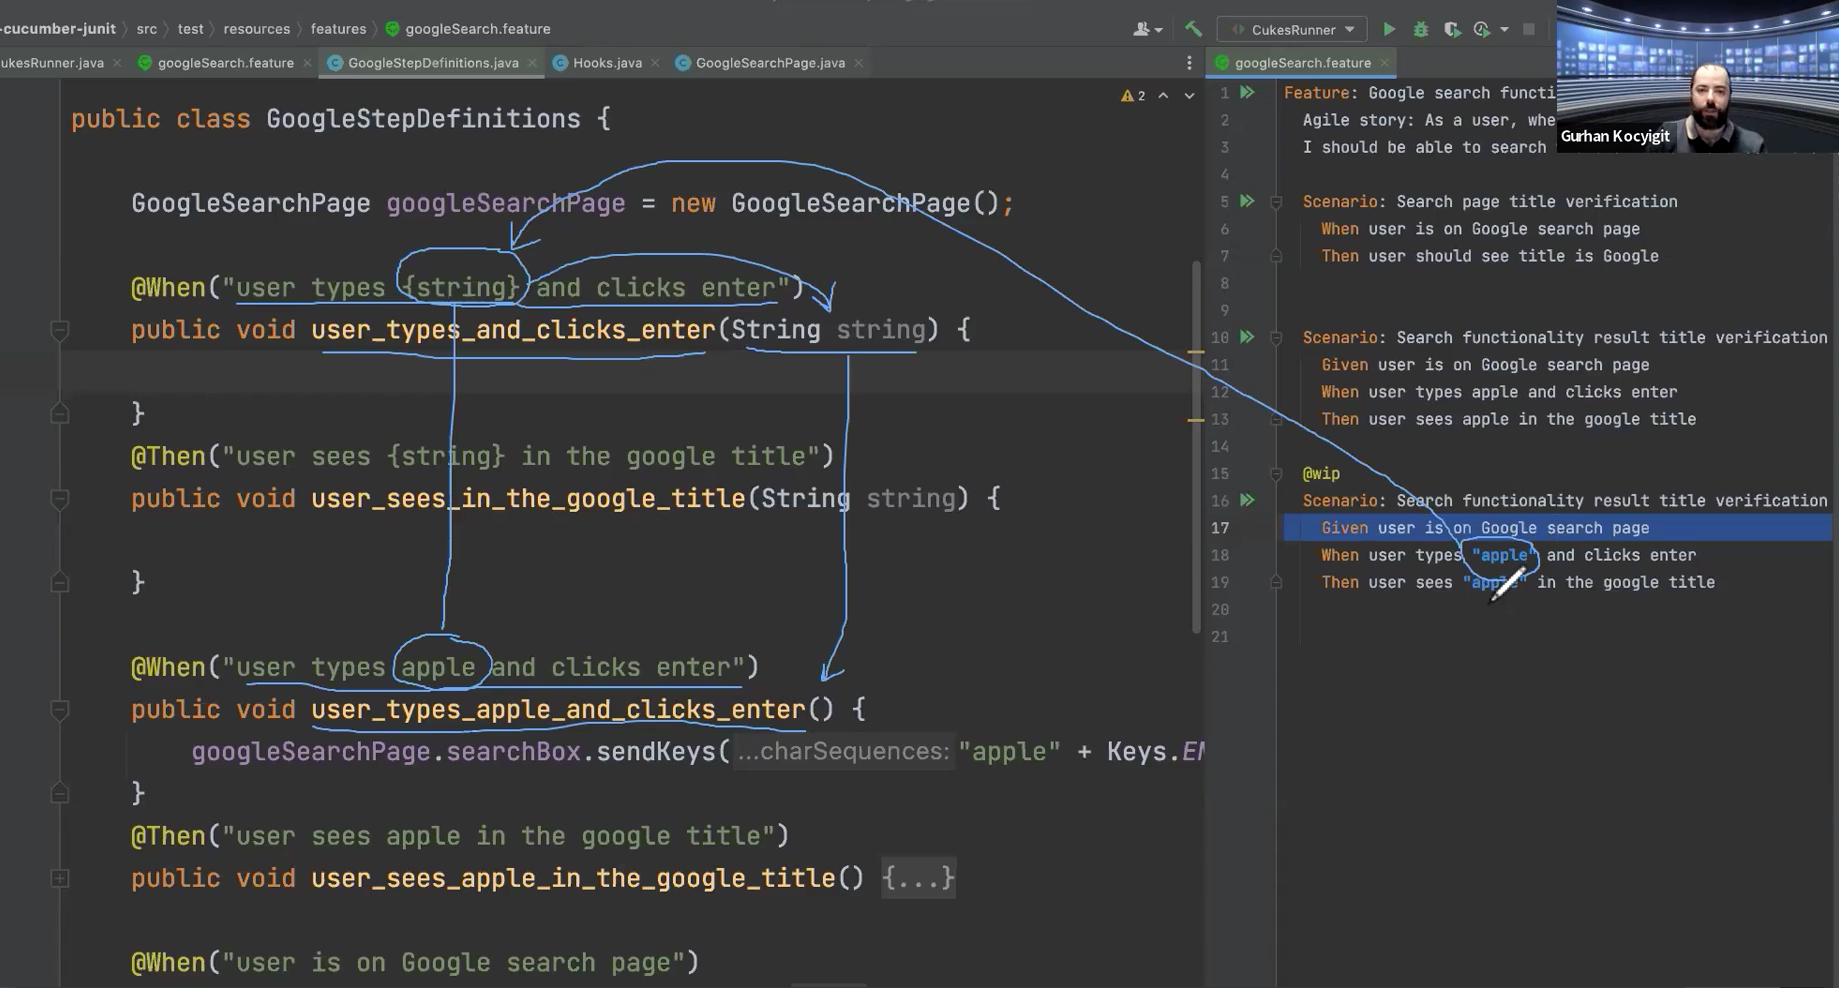 -cucumber-junit src test resources features googleSearch.feature CukesRunner
ukesRunner.java googleSearch.feature GoogleStepDefinitions.java Hooks.java GoogleSearchPage.java
2
public class GoogleStepDefinitions {
GoogleSearchPage googleSearchPage = new GoogleSearchPage();
@When("user types {string} and clicks enter")
public void user_types_and_clicks_enter(String string) {
}
@Then("user sees {string} in the google title")
public void user_sees_in_the_google_title(String string) {
}
@When("user types apple and clicks enter")
public void user_types_apple_and_clicks_enter() {
googleSearchPage.searchBox.sendKeys( ...charSequences: "apple" + Keys.EN
}
@Then("user sees apple in the google title")
public void user_sees_apple_in_the_google_title() {...}
@When("user is on Google search page")
googleSearch.feature
1 Feature: Google search functi
2 Agile story: As a user, whe
3 I should be able to search
4
5 Scenario: Search page title verification
6 When user is on Google search page
7 Then user should see title is Google
8
9
10 Scenario: Search functionality result title verification
11 Given user is on Google search page
12 When user types apple and clicks enter
13 Then user sees apple in the google title
14
15 @wip
16 Scenario: Search functionality result title verification
17 Given user is on Google search page
18 When user types "apple" and clicks enter
19 Then user sees "apple" in the google title
20
21
Gurhan Kocyigit